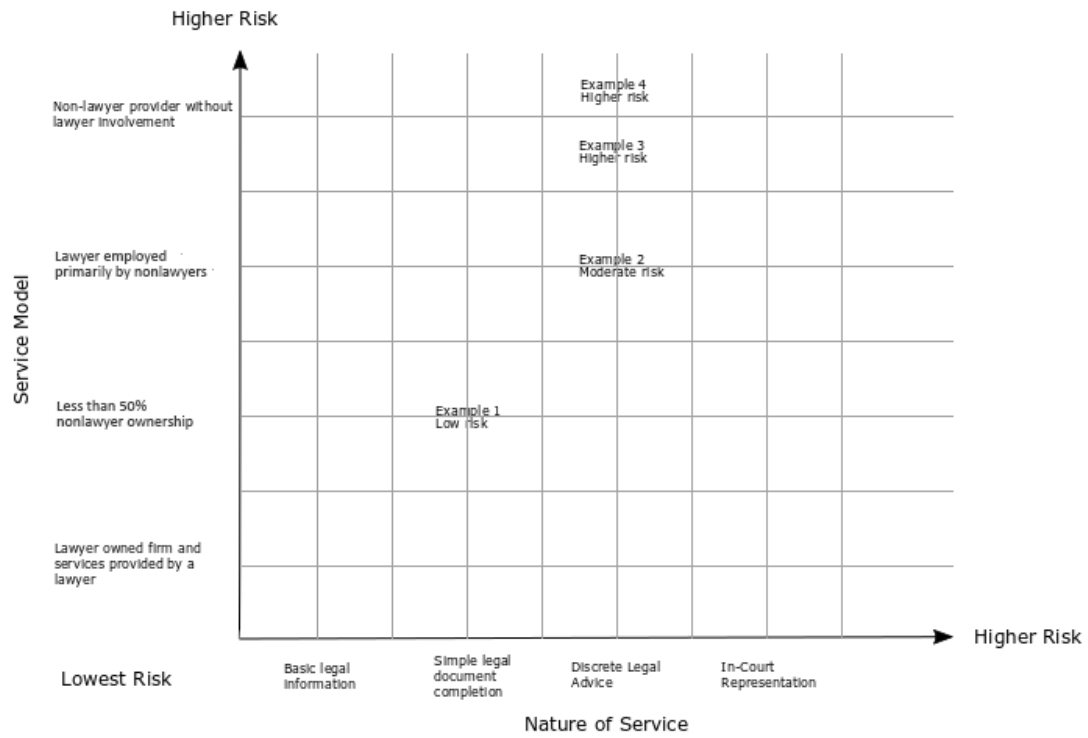 Higher Risk
Non-lawyer provider without
lawyer involvement
Example 4
Higher risk
Example 3
Higher risk
Lawyer employed
primarily by nonlawyers
Example 2
Moderate risk
Service Model
Less than 50%
nonlawyer ownership
Example 1
Low risk
Lawyer owned firm and
services provided by a
lawyer
Higher Risk
Lowest Risk
Basic legal
information
Simple legal
document
completion
Discrete Legal
Advice
In-Court
Representation
Nature of Service